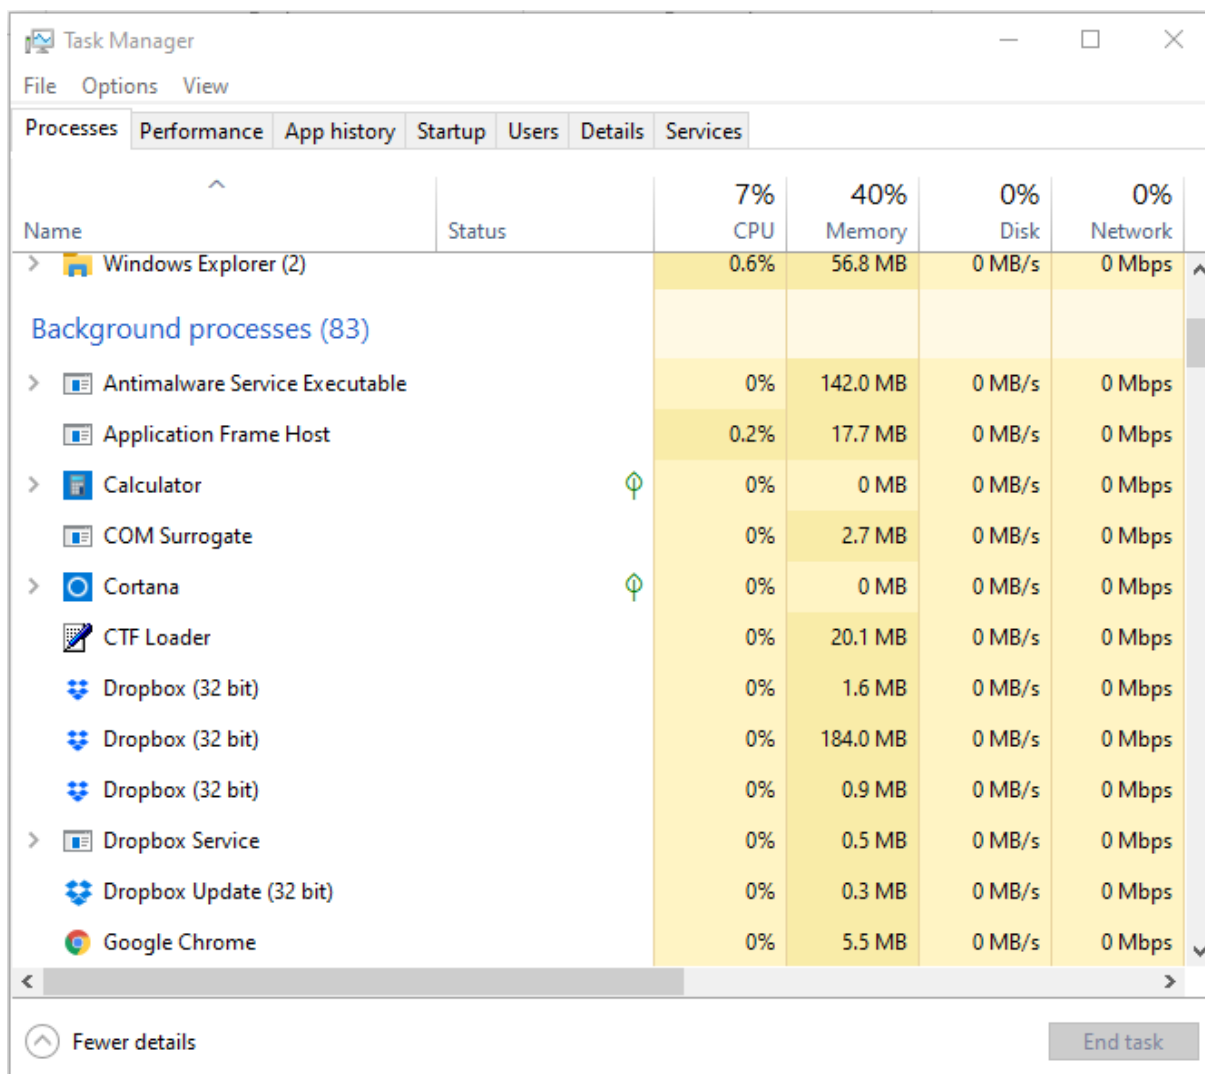 Task Manager
File Options View
Processes Performance App history Startup Users Details Services
7% 40% 0% 0%
Name Status CPU Memory Disk Network
Windows Explorer (2) 0.6% 56.8 MB 0 MB/s 0 Mbps
Background processes (83)
Antimalware Service Executable 0% 142.0 MB 0 MB/s 0 Mbps
Application Frame Host 0.2% 17.7 MB 0 MB/s 0 Mbps
Calculator 0% 0 MB 0 MB/s 0 Mbps
COM Surrogate 0% 2.7 MB 0 MB/s 0 Mbps
Cortana 0% 0 MB 0 MB/s 0 Mbps
CTF Loader 0% 20.1 MB 0 MB/s 0 Mbps
Dropbox (32 bit) 0% 1.6 MB 0 MB/s 0 Mbps
Dropbox (32 bit) 0% 184.0 MB 0 MB/s 0 Mbps
Dropbox (32 bit) 0% 0.9 MB 0 MB/s 0 Mbps
Dropbox Service 0% 0.5 MB 0 MB/s 0 Mbps
Dropbox Update (32 bit) 0% 0.3 MB 0 MB/s 0 Mbps
Google Chrome 0% 5.5 MB 0 MB/s 0 Mbps
Fewer details End task